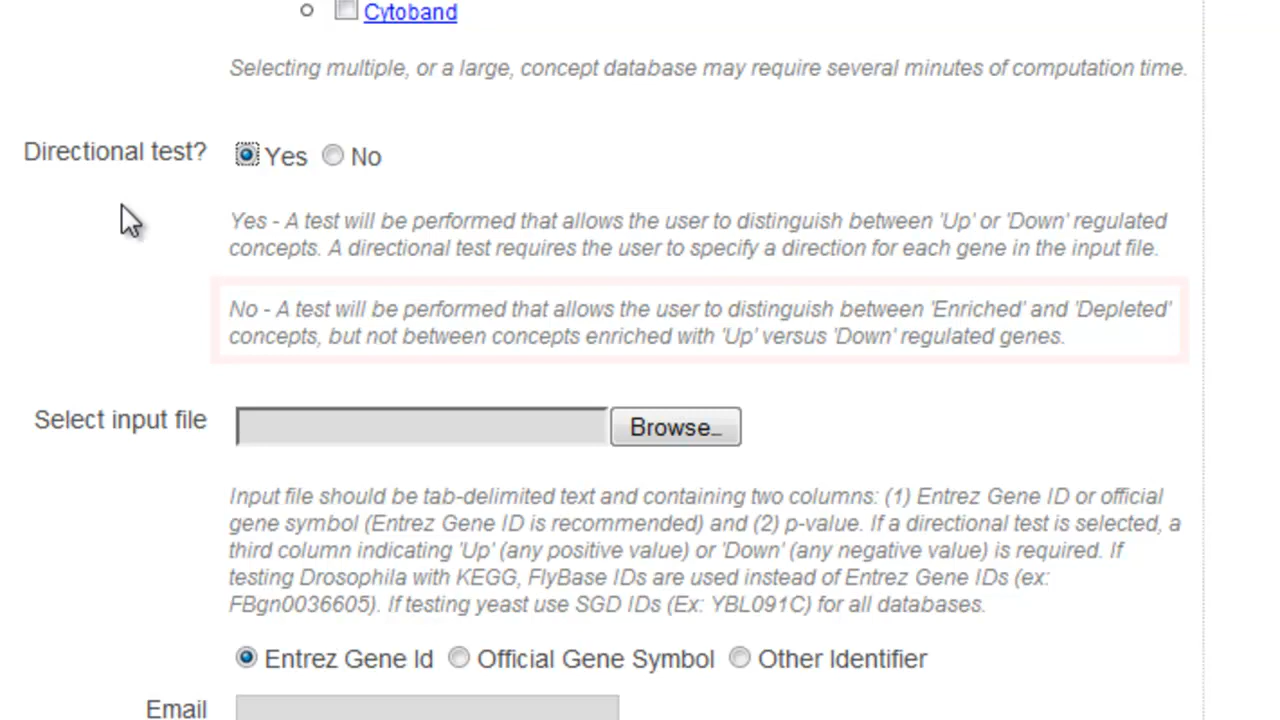 Cytoband
Selecting multiple, or a large, concept database may require several minutes of computation time.
Directional test? Yes No
Yes - A test will be performed that allows the user to distinguish between 'Up' or 'Down' regulated
concepts. A directional test requires the user to specify a direction for each gene in the input file.
No - A test will be performed that allows the user to distinguish between 'Enriched' and 'Depleted'
concepts, but not between concepts enriched with 'Up' versus 'Down' regulated genes.
Select input file Browse...
Input file should be tab-delimited text and containing two columns: (1) Entrez Gene ID or official
gene symbol (Entrez Gene ID is recommended) and (2) p-value. If a directional test is selected, a
third column indicating 'Up' (any positive value) or 'Down' (any negative value) is required. If
testing Drosophila with KEGG, FlyBase IDs are used instead of Entrez Gene IDs (ex:
FBgn0036605). If testing yeast use SGD IDs (Ex: YBL091C) for all databases.
Entrez Gene Id Official Gene Symbol Other Identifier
Email